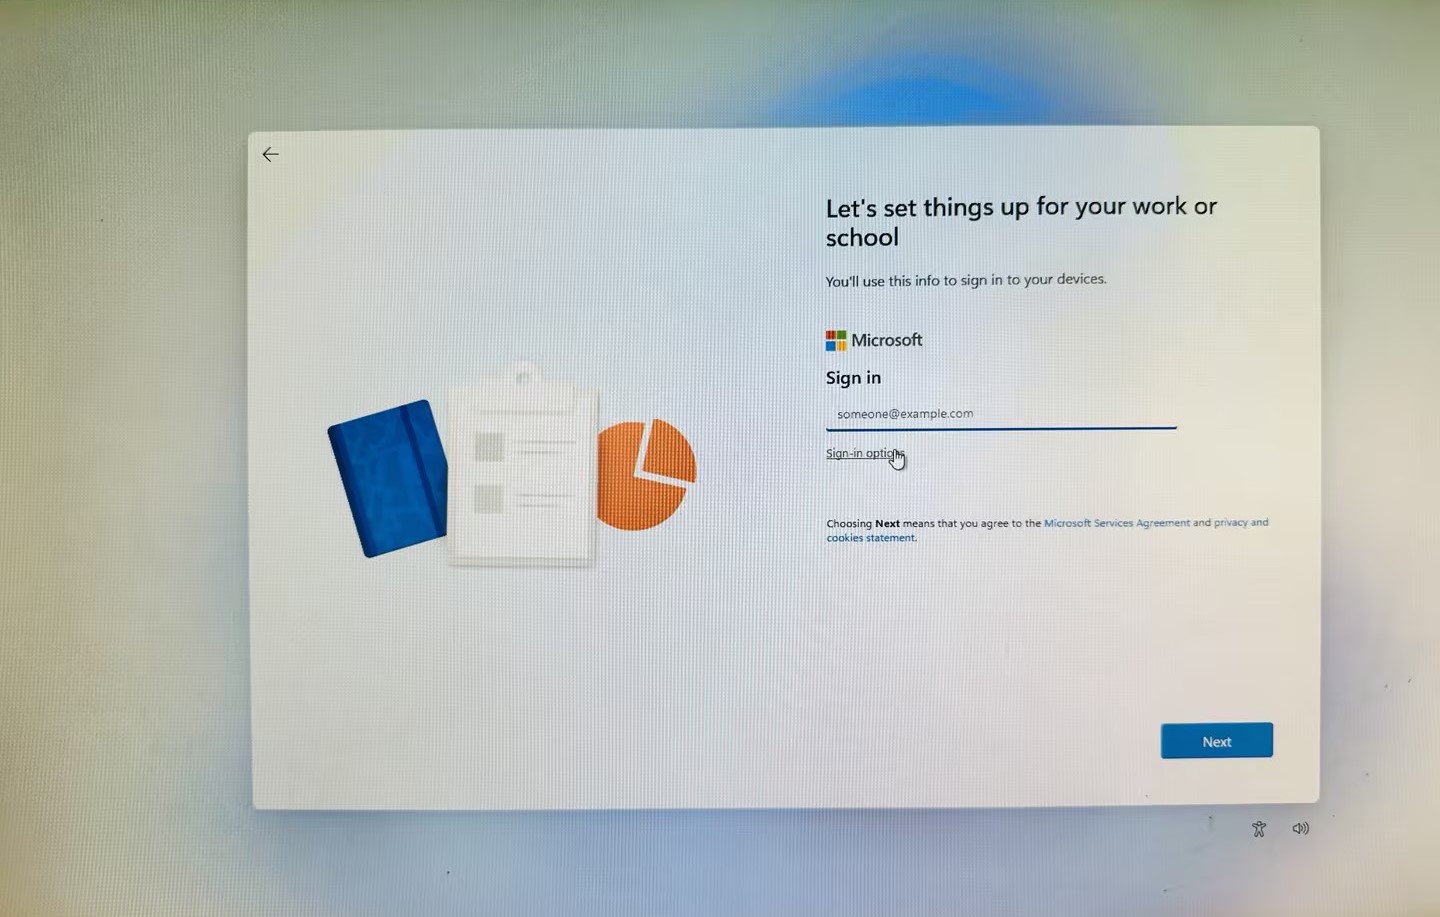 Let's set things up for your work or
school
You'll use this info to sign in to your devices.
Microsoft
Sign in
someone@example.com
Sign-in options
Choosing Next means that you agree to the Microsoft Services Agreement and privacy and
cookies statement.
Next